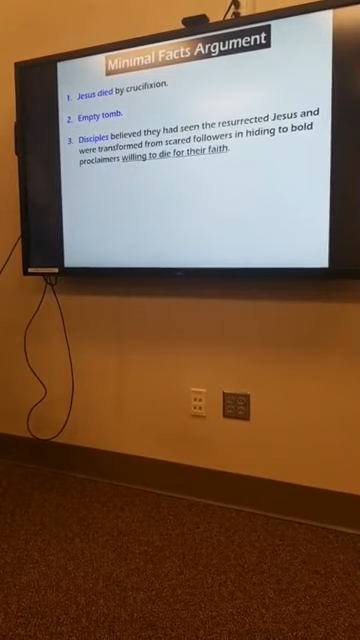 Minimal Facts Argument
1. Jesus died by crucifixion.
2. Empty tomb.
3. Disciples believed they had seen the resurrected Jesus and
were transformed from scared followers in hiding to bold
proclaimers willing to die for their faith.